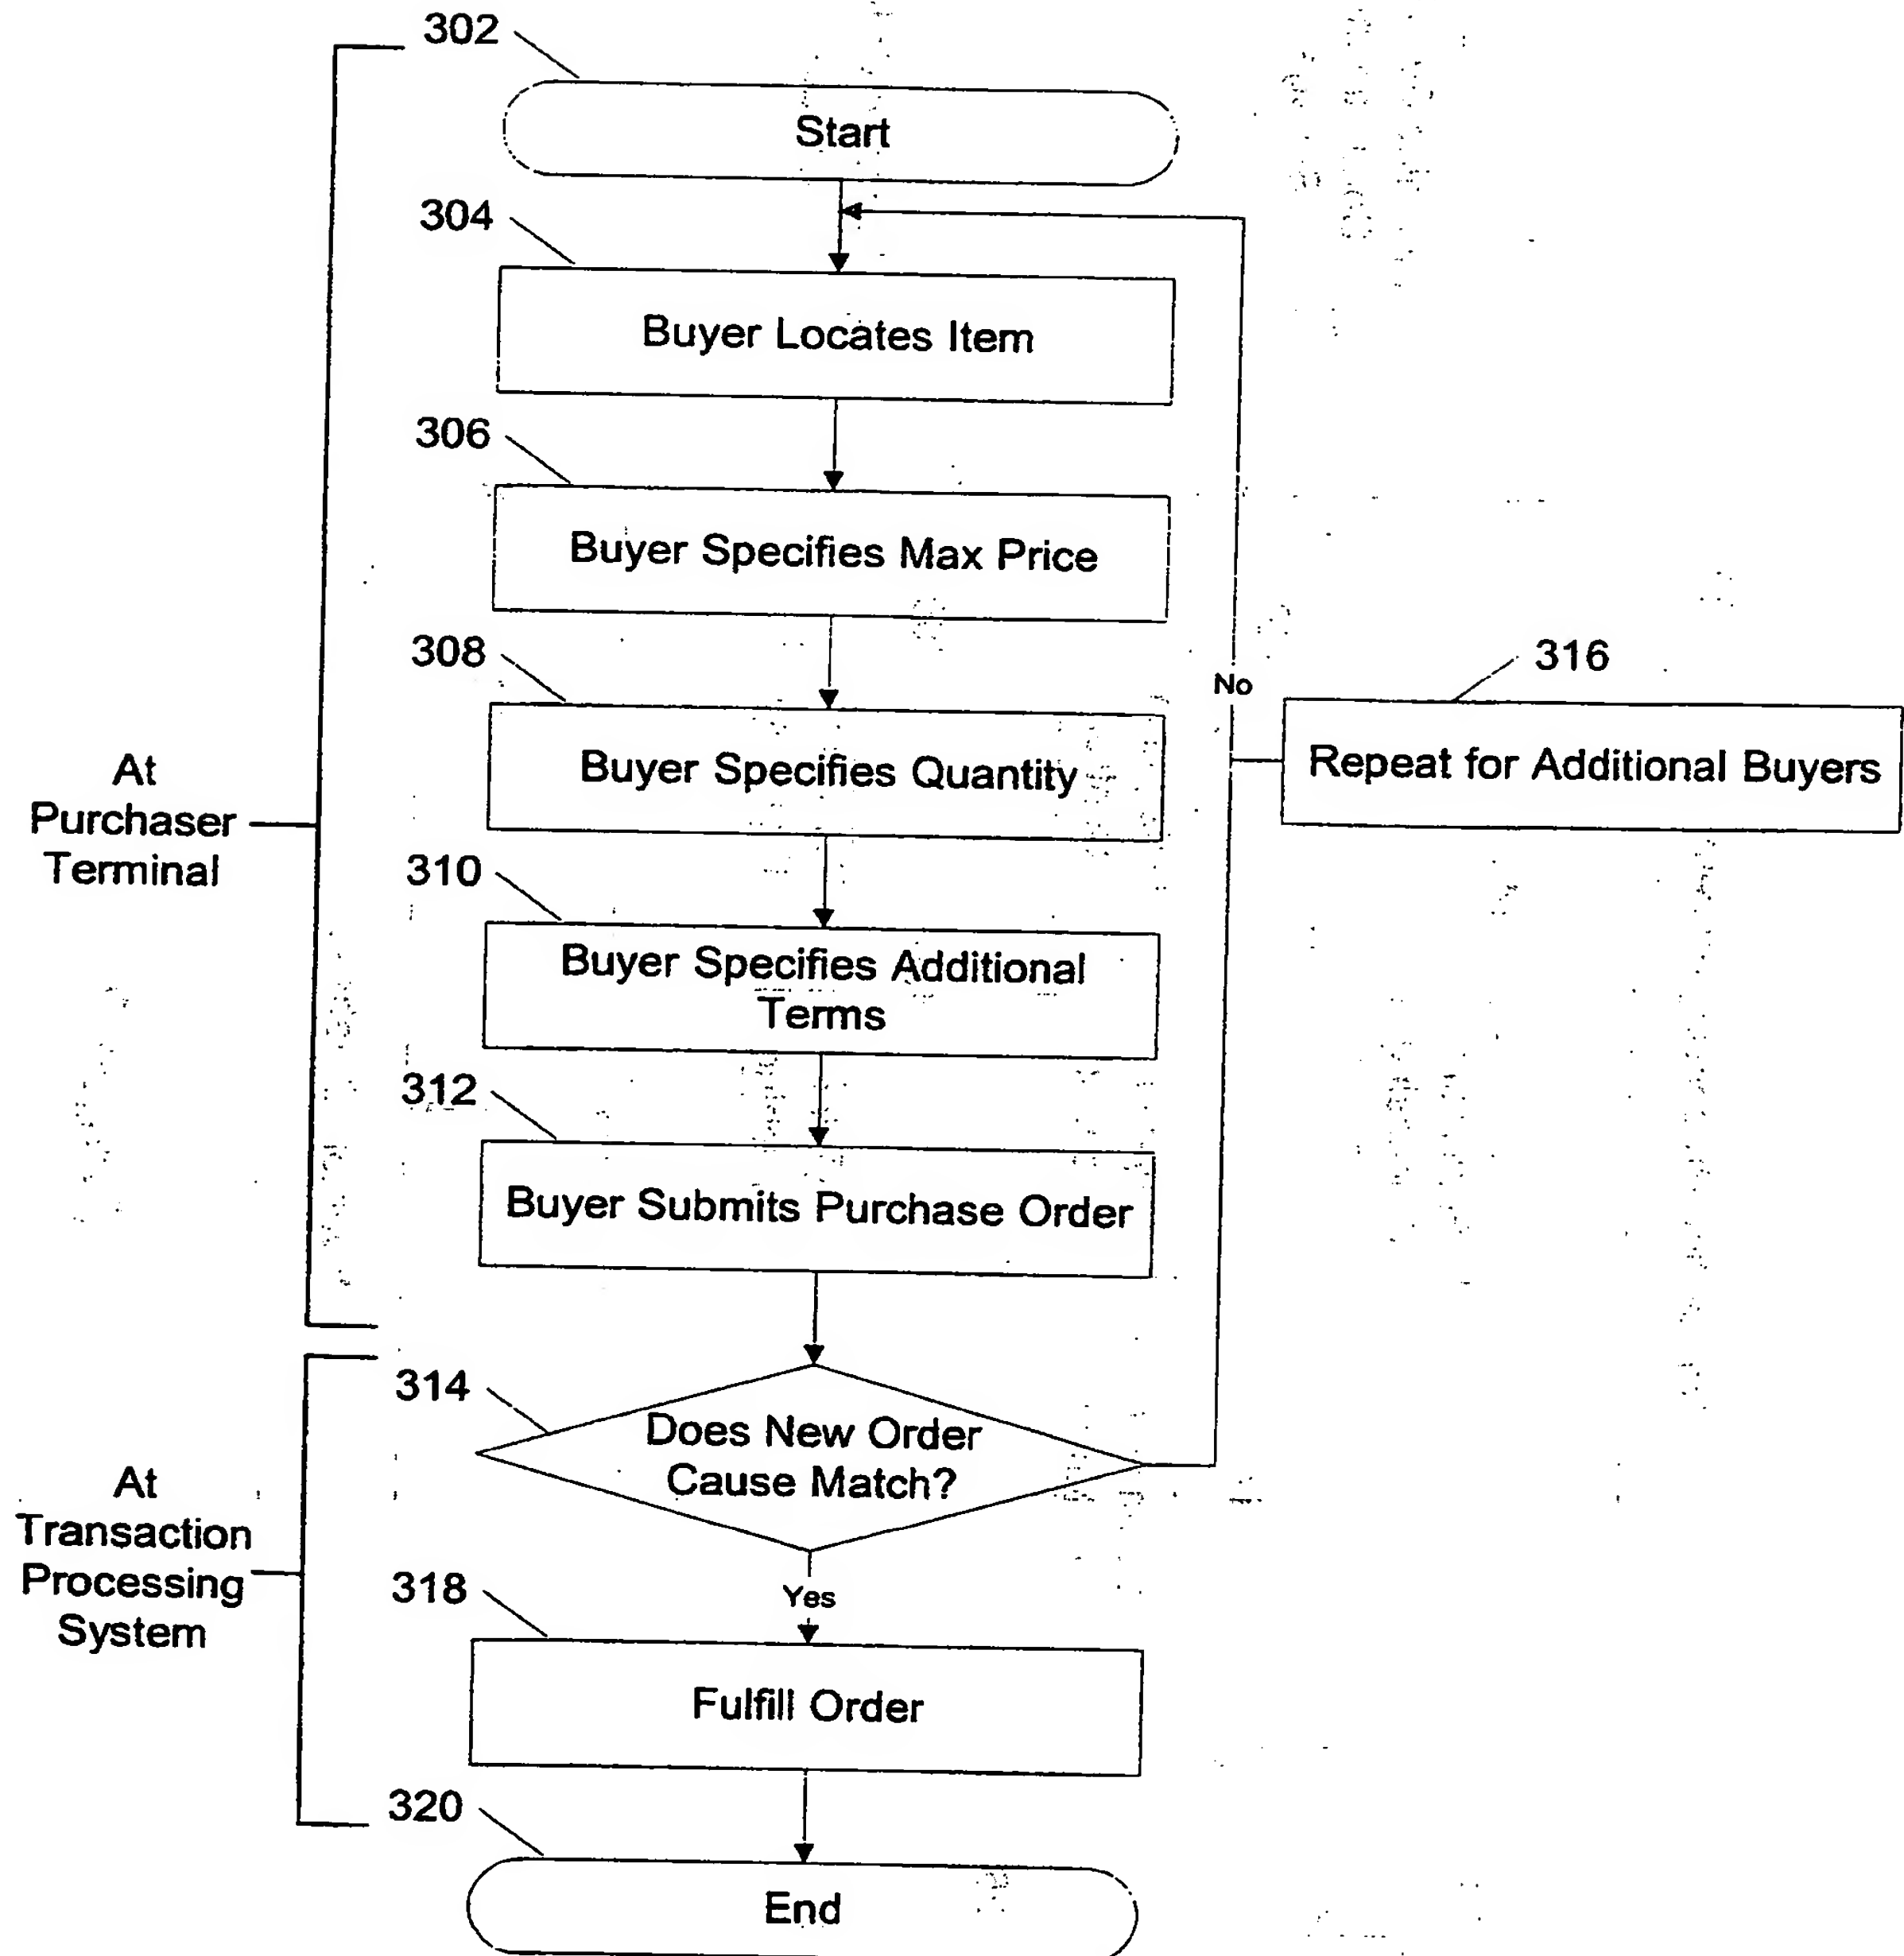 302
Start
304
Buyer Locates Item
306
Buyer Specifies Max Price
308
316
No
Buyer Specifies Quantity
Repeat for Additional Buyers
At
Purchaser
Terminal
310
Buyer Specifies Additional
Terms
312
Buyer Submits Purchase Order
314
Does New Order
Cause Match?
At
Transaction
Processing
System
318
Yes
Fulfill Order
320
End